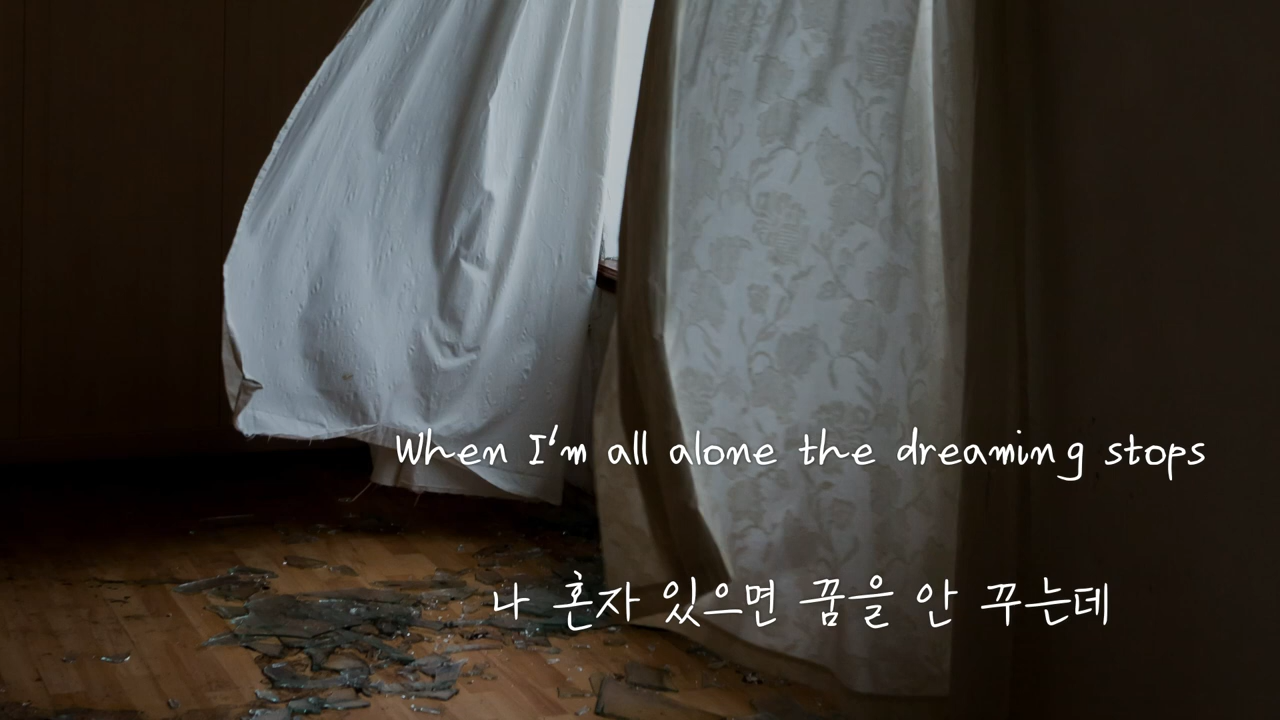 When I'm all alone the dreaming stops
나 혼자 있으면 꿈을 안 꾸는데